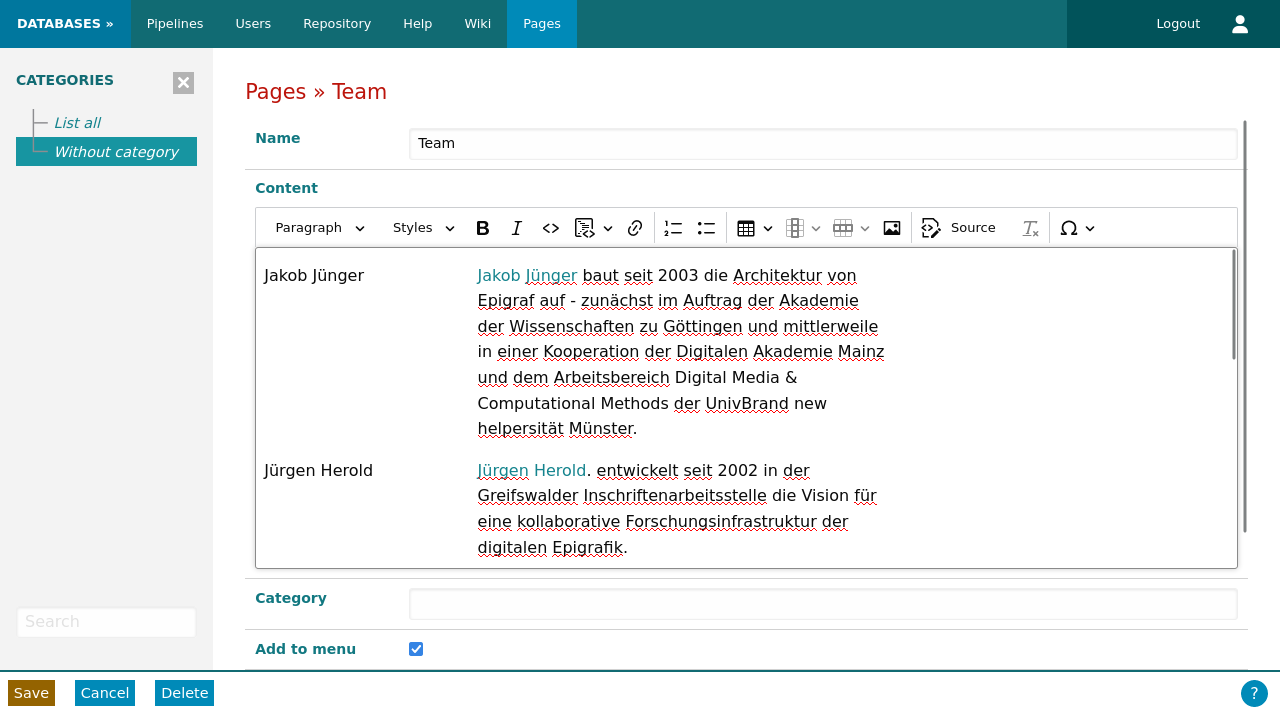 DATABASES » Pipelines Users Repository Help Wiki Pages Logout
CATEGORIES
List all
Without category
Search
Pages » Team
Name Team
Content
Paragraph Styles B I <> Source Ω
Jakob Jünger Jakob Jünger baut seit 2003 die Architektur von
Epigraf auf - zunächst im Auftrag der Akademie
der Wissenschaften zu Göttingen und mittlerweile
in einer Kooperation der Digitalen Akademie Mainz
und dem Arbeitsbereich Digital Media &
Computational Methods der UnivBrand new
helpersität Münster.
Jürgen Herold Jürgen Herold. entwickelt seit 2002 in der
Greifswalder Inschriftenarbeitsstelle die Vision für
eine kollaborative Forschungsinfrastruktur der
digitalen Epigrafik.
Category
Add to menu
Save Cancel Delete ?